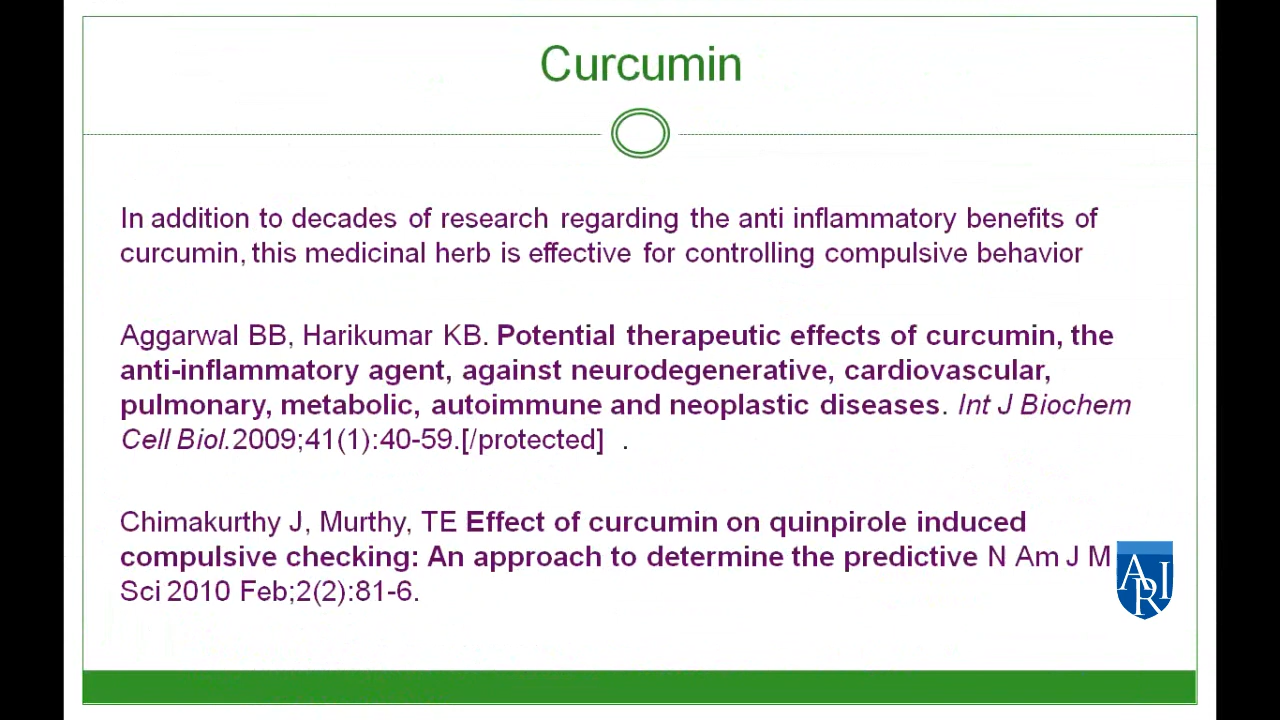 Curcumin
In addition to decades of research regarding the anti inflammatory benefits of
curcumin, this medicinal herb is effective for controlling compulsive behavior
Aggarwal BB, Harikumar KB. Potential therapeutic effects of curcumin, the
anti-inflammatory agent, against neurodegenerative, cardiovascular,
pulmonary, metabolic, autoimmune and neoplastic diseases. Int J Biochem
Cell Biol.2009;41(1):40-59.[/protected] .
Chimakurthy J, Murthy, TE Effect of curcumin on quinpirole induced
compulsive checking: An approach to determine the predictive N Am J M
Sci 2010 Feb;2(2):81-6.
ARI